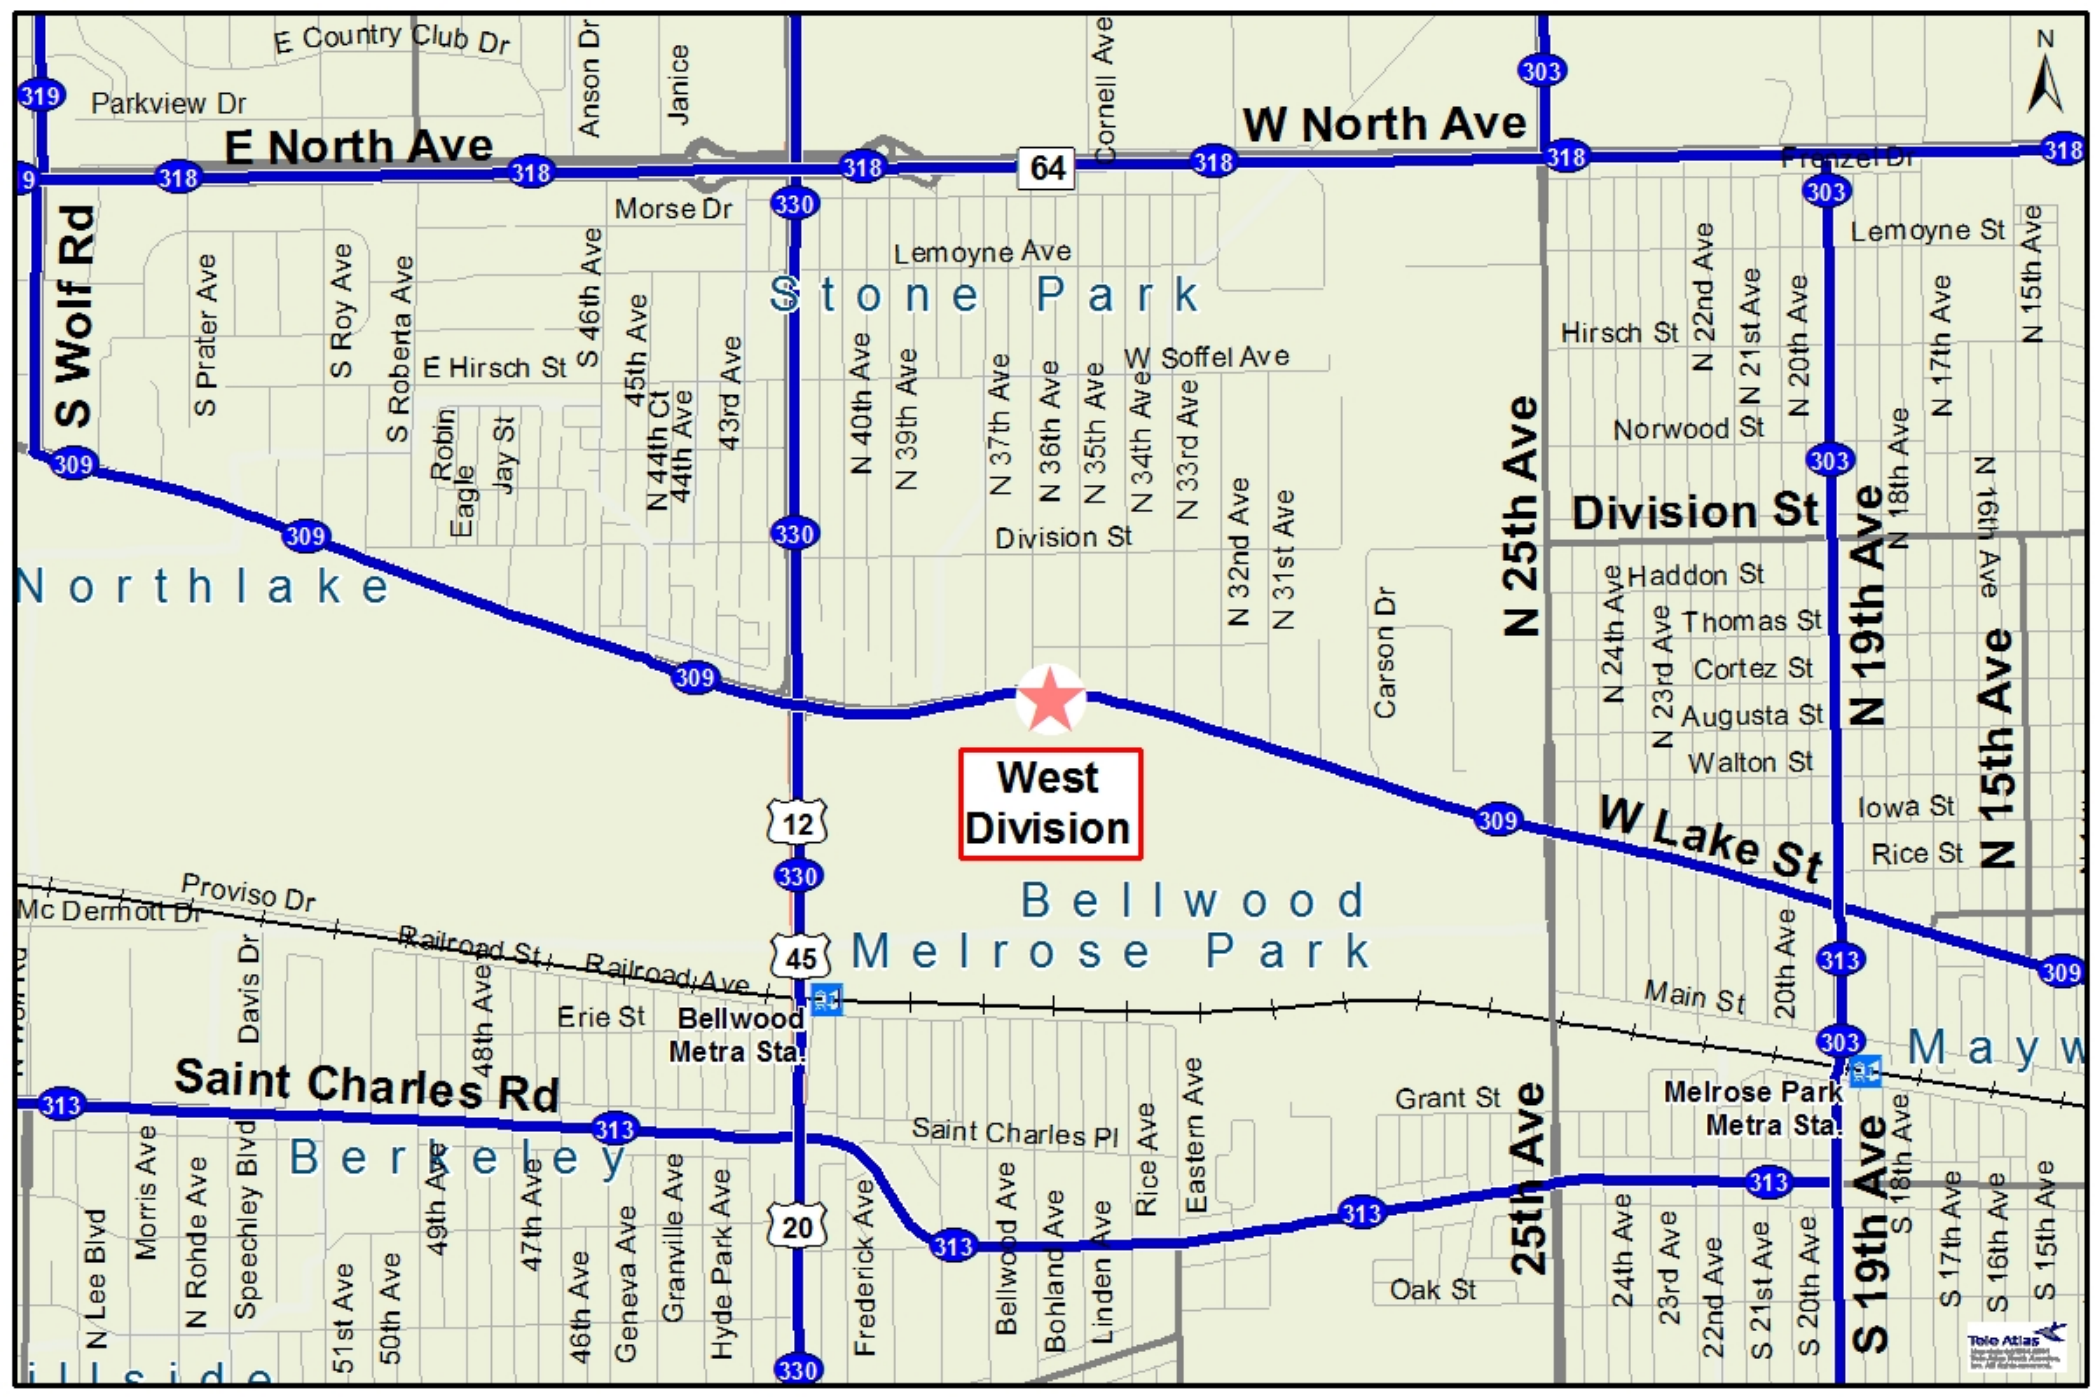 E Country Club Dr
Anson Dr
Janice
Cornell Ave
303
N
319
Parkview Dr
E North Ave
W North Ave
9
318
318
318
64
318
318
Frenzel Dr
318
S Wolf Rd
Morse Dr
330
303
Lemoyne Ave
Lemoyne St
Stone Park
S Prater Ave
S Roy Ave
S Roberta Ave
S 46th Ave
45th Ave
E Hirsch St
N 44th Ct
44th Ave
43rd Ave
N 40th Ave
N 39th Ave
N 37th Ave
N 36th Ave
N 35th Ave
N 34th Ave
N 33rd Ave
W Soffel Ave
N 32nd Ave
N 31st Ave
Hirsch St
N 22nd Ave
N 21st Ave
N 20th Ave
N 17th Ave
N 15th Ave
Norwood St
303
N 18th Ave
N 16th Ave
309
Robin
Eagle
Jay St
309
330
Division St
N 25th Ave
Division St
N 19th Ave
Northlake
Carson Dr
Haddon St
N 24th Ave
Thomas St
N 23rd Ave
Cortez St
Augusta St
Walton St
N 15th Ave
309
West
Division
12
309
W Lake St
Iowa St
Rice St
330
Proviso Dr
Mc Dermott Dr
Bellwood
Melrose Park
Railroad St
Railroad Ave
45
20th Ave
313
309
N Wolf Rd
Davis Dr
48th Ave
Erie St
Bellwood
Metra Sta.
Main St
303
Mayw
Melrose Park
Metra Sta.
Saint Charles Rd
313
313
Berkeley
Saint Charles Pl
Rice Ave
Eastern Ave
Grant St
25th Ave
313
313
313
S 19th Ave
S 18th Ave
N Lee Blvd
Morris Ave
N Rohde Ave
Speechley Blvd
51st Ave
50th Ave
49th Ave
47th Ave
46th Ave
Geneva Ave
Granville Ave
Hyde Park Ave
20
Frederick Ave
Bellwood Ave
Bohland Ave
Linden Ave
Oak St
24th Ave
23rd Ave
22nd Ave
S 21st Ave
S 20th Ave
S 17th Ave
S 16th Ave
S 15th Ave
illside
330
Tele Atlas